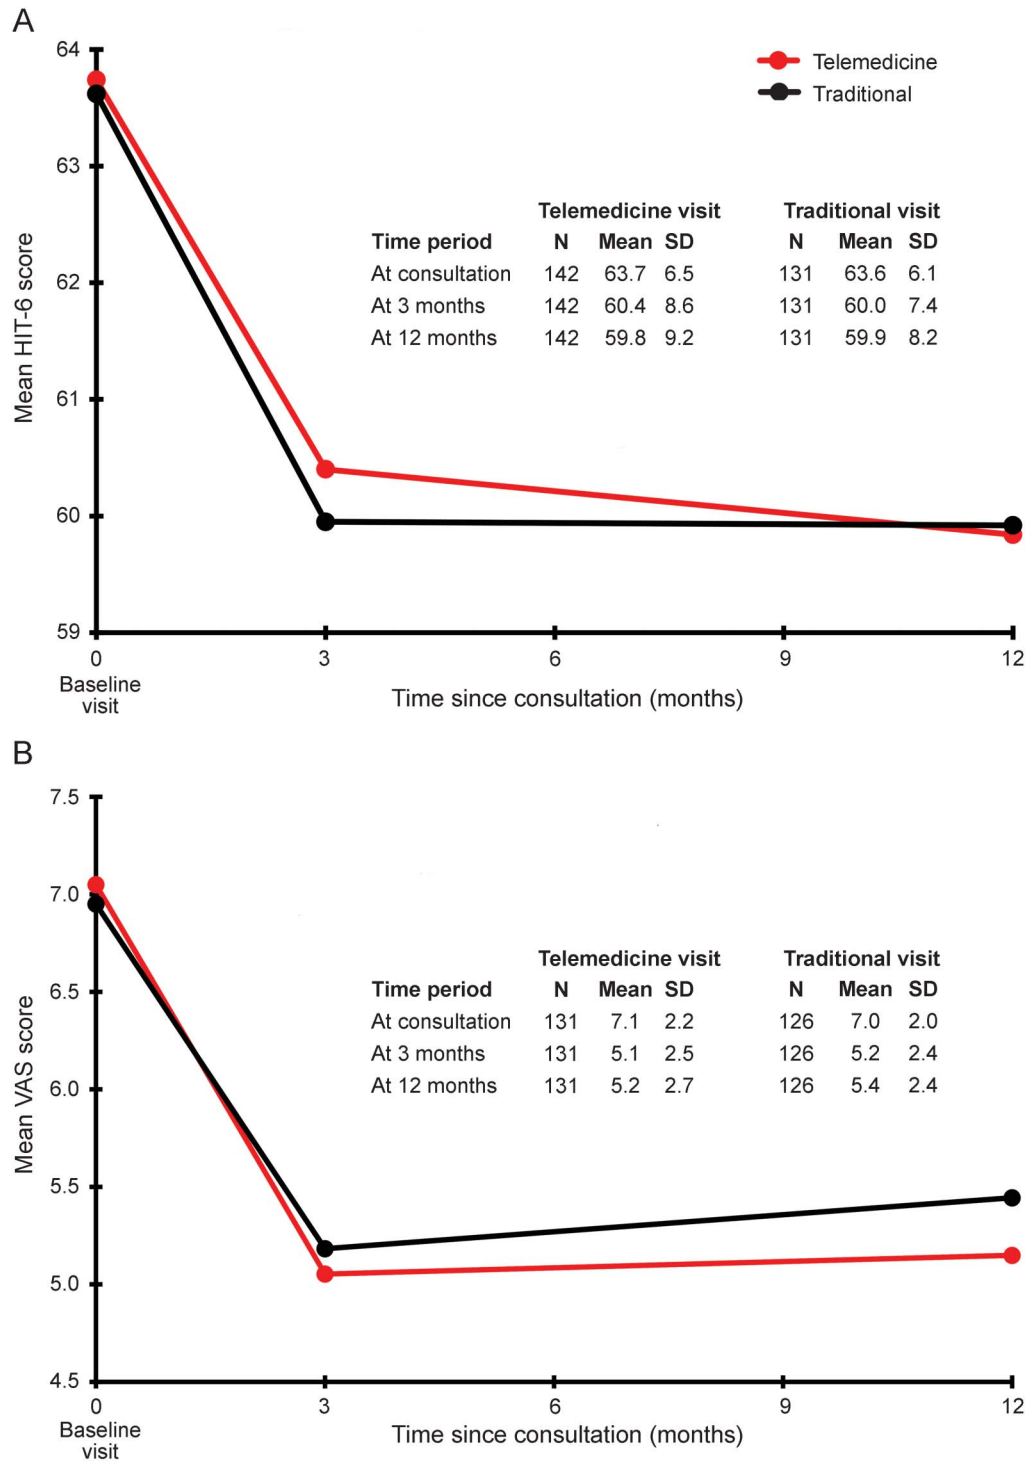 A
64
63
62
61
60
59
Mean HIT-6 score
Telemedicine
Traditional
Telemedicine visit Traditional visit
Time period N Mean SD N Mean SD
At consultation 142 63.7 6.5 131 63.6 6.1
At 3 months 142 60.4 8.6 131 60.0 7.4
At 12 months 142 59.8 9.2 131 59.9 8.2
0 3 6 9 12
Baseline
visit
Time since consultation (months)
B
7.5
7.0
6.5
6.0
5.5
5.0
4.5
Mean VAS score
Telemedicine visit Traditional visit
Time period N Mean SD N Mean SD
At consultation 131 7.1 2.2 126 7.0 2.0
At 3 months 131 5.1 2.5 126 5.2 2.4
At 12 months 131 5.2 2.7 126 5.4 2.4
0 3 6 9 12
Baseline
visit
Time since consultation (months)